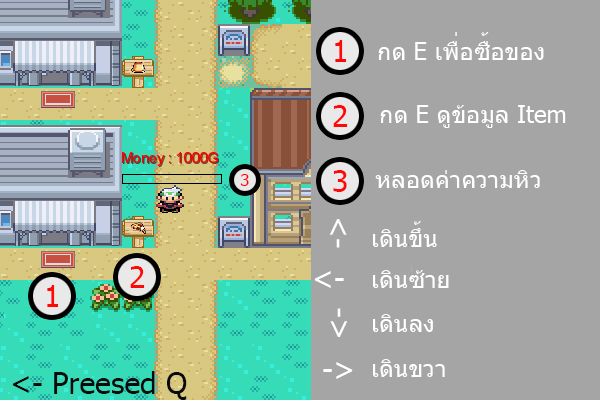 1 กด E เพื่อซื้อของ
2 กด E ดูข้อมูล Item
3 หลอดค่าความหิว
^ เดินขึ้น
<- เดินซ้าย
v เดินลง
-> เดินขวา
Money : 1000G
3
1
2
<- Preesed Q